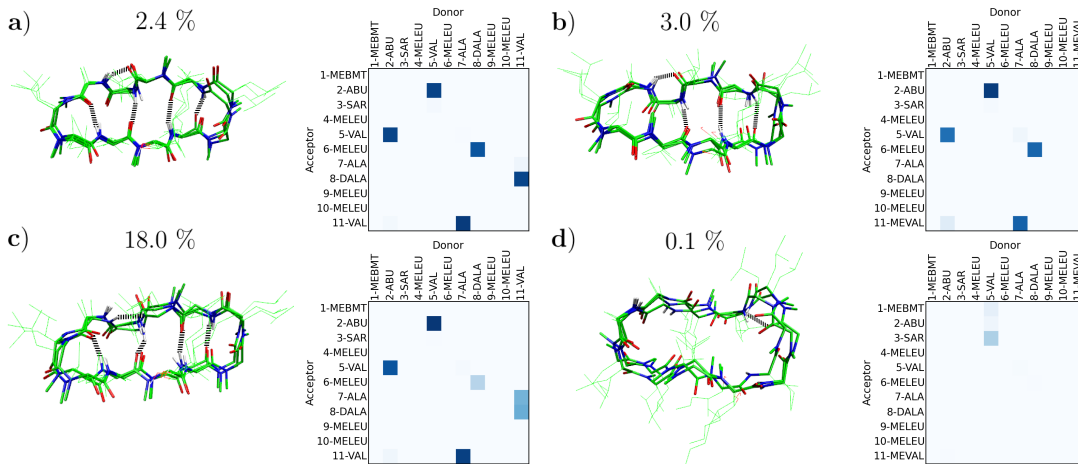 a)
2.4 %
Donor
1-MEBMT
2-ABU
3-SAR
4-MELEU
5-VAL
6-MELEU
7-ALA
8-DALA
9-MELEU
10-MELEU
11-VAL
Acceptor
1-MEBMT
2-ABU
3-SAR
4-MELEU
5-VAL
6-MELEU
7-ALA
8-DALA
9-MELEU
10-MELEU
11-VAL
b)
3.0 %
Donor
1-MEBMT
2-ABU
3-SAR
4-MELEU
5-VAL
6-MELEU
7-ALA
8-DALA
9-MELEU
10-MELEU
11-MEVAL
Acceptor
1-MEBMT
2-ABU
3-SAR
4-MELEU
5-VAL
6-MELEU
7-ALA
8-DALA
9-MELEU
10-MELEU
11-MEVAL
c)
18.0 %
Donor
1-MEBMT
2-ABU
3-SAR
4-MELEU
5-VAL
6-MELEU
7-ALA
8-DALA
9-MELEU
10-MELEU
11-VAL
Acceptor
1-MEBMT
2-ABU
3-SAR
4-MELEU
5-VAL
6-MELEU
7-ALA
8-DALA
9-MELEU
10-MELEU
11-VAL
d)
0.1 %
Donor
1-MEBMT
2-ABU
3-SAR
4-MELEU
5-VAL
6-MELEU
7-ALA
8-DALA
9-MELEU
10-MELEU
11-MEVAL
Acceptor
1-MEBMT
2-ABU
3-SAR
4-MELEU
5-VAL
6-MELEU
7-ALA
8-DALA
9-MELEU
10-MELEU
11-MEVAL